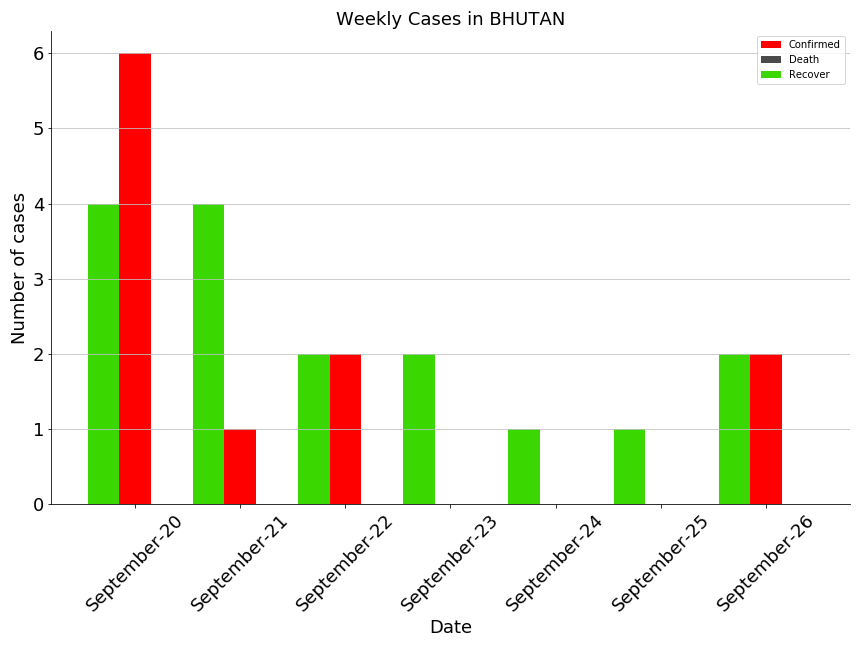 Weekly Cases in BHUTAN
Confirmed
Death
Recover
Number of cases
6
5
4
3
2
1
0
September-20
September-21
September-22
September-23
September-24
September-25
September-26
Date